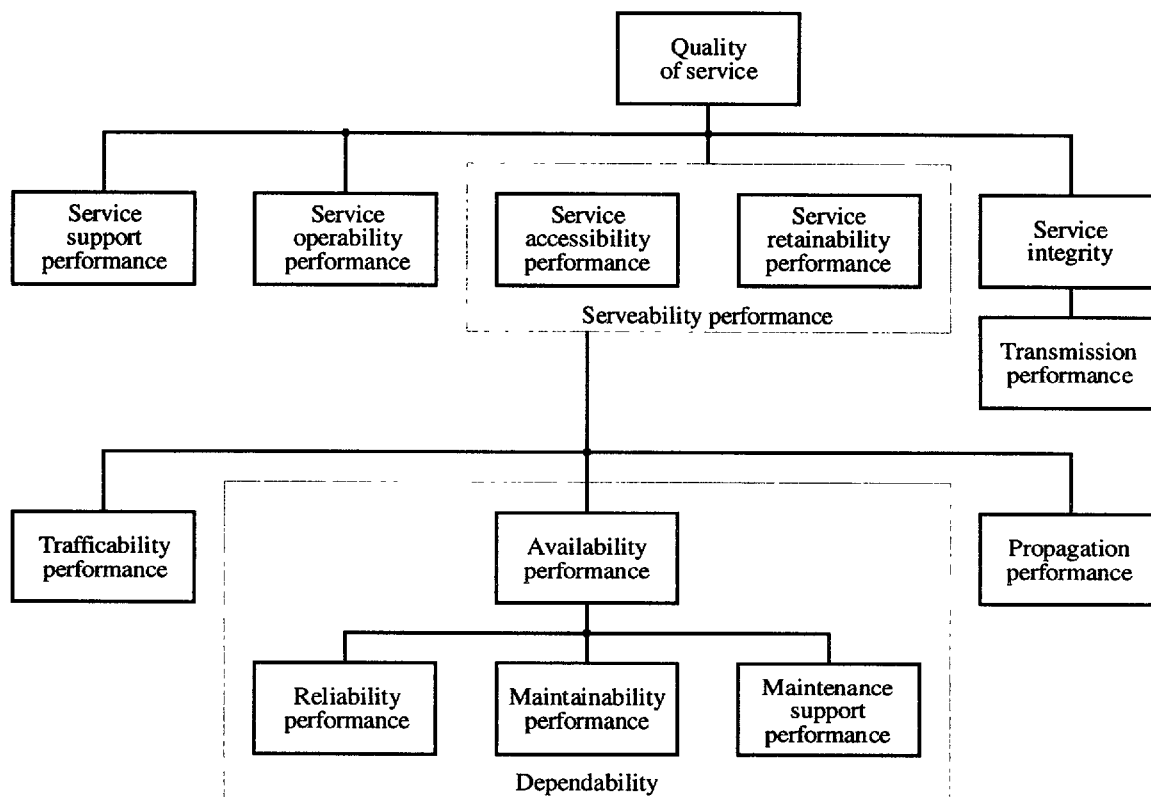 Quality
of service
Service
support
performance
Service
operability
performance
Service
accessibility
performance
Service
retainability
performance
Service
integrity
Serveability performance
Transmission
performance
Trafficability
performance
Availability
performance
Propagation
performance
Reliability
performance
Maintainability
performance
Maintenance
support
performance
Dependability